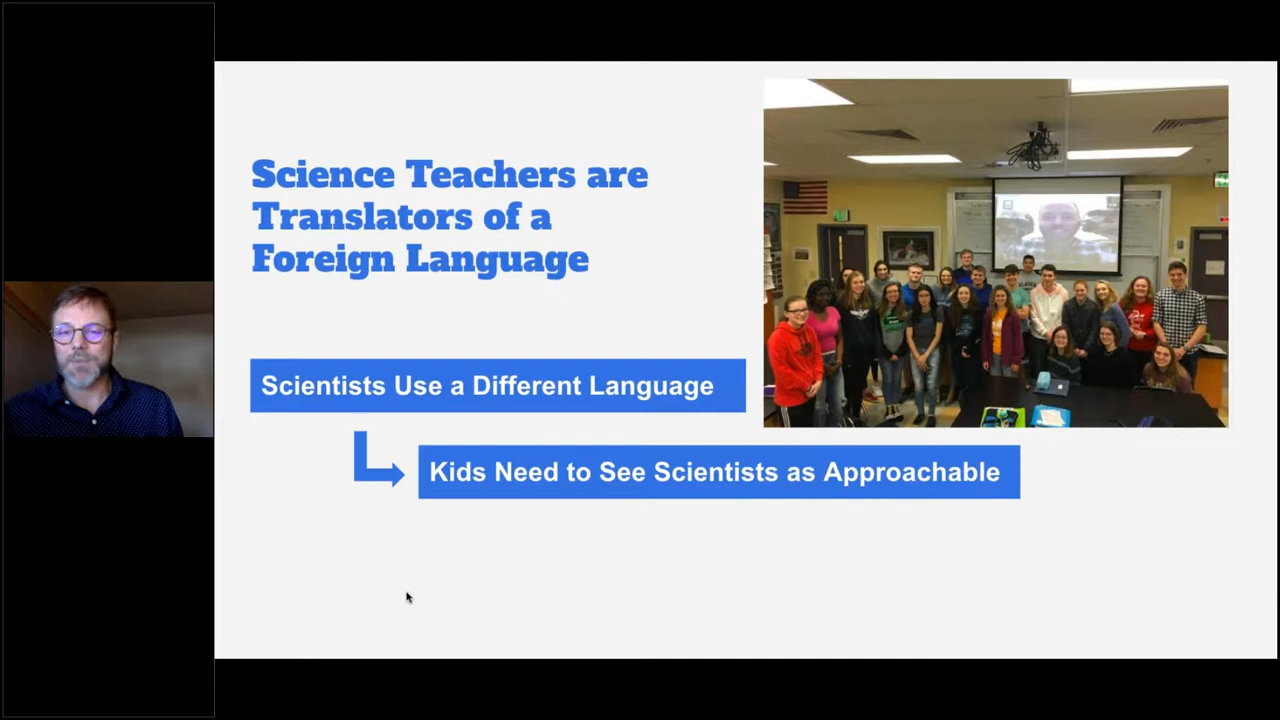 Science Teachers are
Translators of a
Foreign Language
Scientists Use a Different Language
Kids Need to See Scientists as Approachable